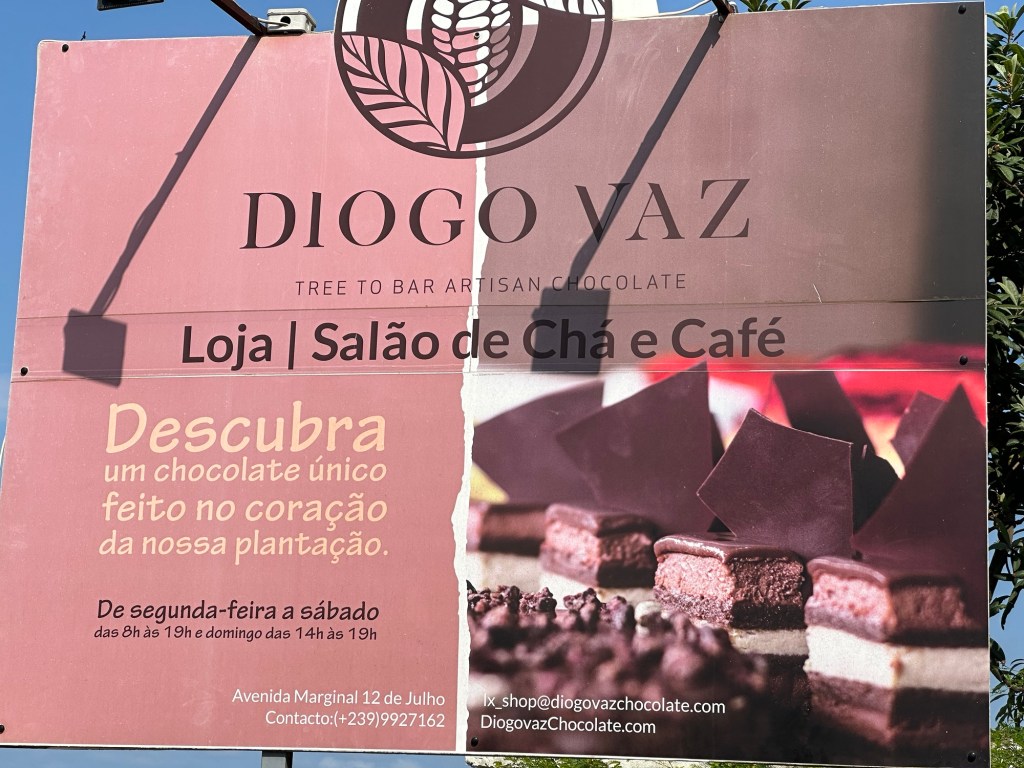 DIOGO VAZ
TREE TO BAR ARTISAN CHOCOLATE
Loja | Salão de Chá e Café
Descubra
um chocolate único
feito no coração
da nossa plantação.
De segunda-feira a sábado
das 8h às 19h e domingo das 14h às 19h
Avenida Marginal 12 de Julho
Contacto:(+239)9927162
lx_shop@diogovazchocolate.com
DiogovazChocolate.com